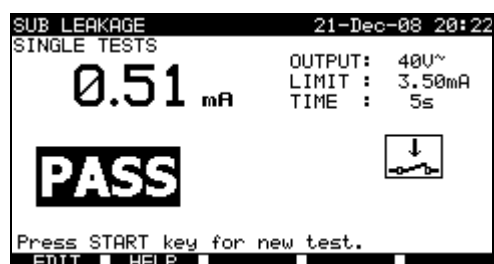 SUB LEAKAGE 21-Dec-08 20:22
SINGLE TESTS
OUTPUT: 40V~
0.51 mA
LIMIT : 3.50mA
TIME : 5s
PASS
Press START key for new test.
EDIT HELP